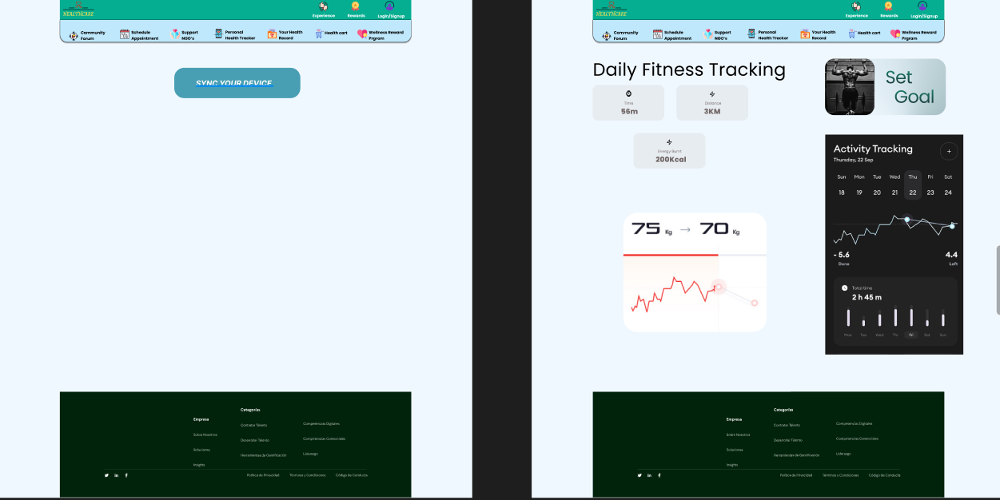 HEALTHCARE
Experience
Rewards
Login/Signup
Community
Forum
Schedule
Appointment
Support
NGO's
Personal
Health Tracker
Your Health
Record
Health cart
Wellness Reward
Prgram
SYNC YOUR DEVICE
Empresa
Sobre Nosotros
Soluciones
Insights
Categorías
Contratar Talento
Desarrollar Talento
Herramientas de Gamificación
Competencias Digitales
Competencias Comerciales
Liderazgo
Política de Privacidad
Términos y Condiciones
Código de Conducta
HEALTHCARE
Experience
Rewards
Login/Signup
Community
Forum
Schedule
Appointment
Support
NGO's
Personal
Health Tracker
Your Health
Record
Health cart
Wellness Reward
Prgram
Daily Fitness Tracking
Time
56m
Distance
3KM
Energy Burnt
200Kcal
75 Kg → 70 Kg
Set
Goal
Activity Tracking
Thursday, 22 Sep
+
Sun Mon Tue Wed Thu Fri Sat
18 19 20 21 22 23 24
- 5.6
Done
4.4
Left
Total time
2 h 45 m
Mon Tue Wed Thr Fri Sat Sun
Empresa
Sobre Nosotros
Soluciones
Insights
Categorías
Contratar Talento
Desarrollar Talento
Herramientas de Gamificación
Competencias Digitales
Competencias Comerciales
Liderazgo
Política de Privacidad
Términos y Condiciones
Código de Conducta